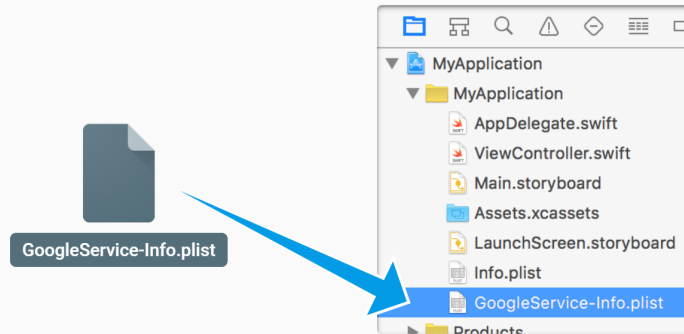 GoogleService-Info.plist
MyApplication
MyApplication
AppDelegate.swift
ViewController.swift
Main.storyboard
Assets.xcassets
LaunchScreen.storyboard
Info.plist
GoogleService-Info.plist
Products